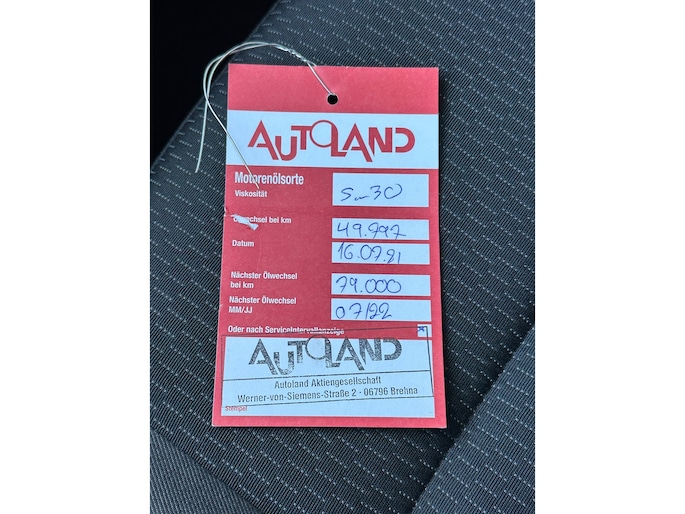 AUTOLAND
Motorenölsorte
Viskosität
5-30
Ölwechsel bei km
49.997
Datum
16.07.21
Nächster Ölwechsel
bei km
79.000
Nächster Ölwechsel
MM/JJ
07/22
Oder nach Serviceintervallanzeige
x
AUTOLAND
Autoland Aktiengesellschaft
Werner-von-Siemens-Straße 2 · 06796 Brehna
Stempel